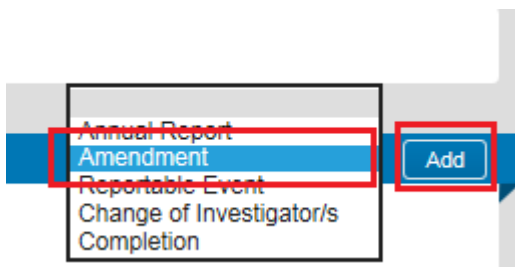 Annual Report
Amendment
Add
Reportable Event
Change of Investigator/s
Completion